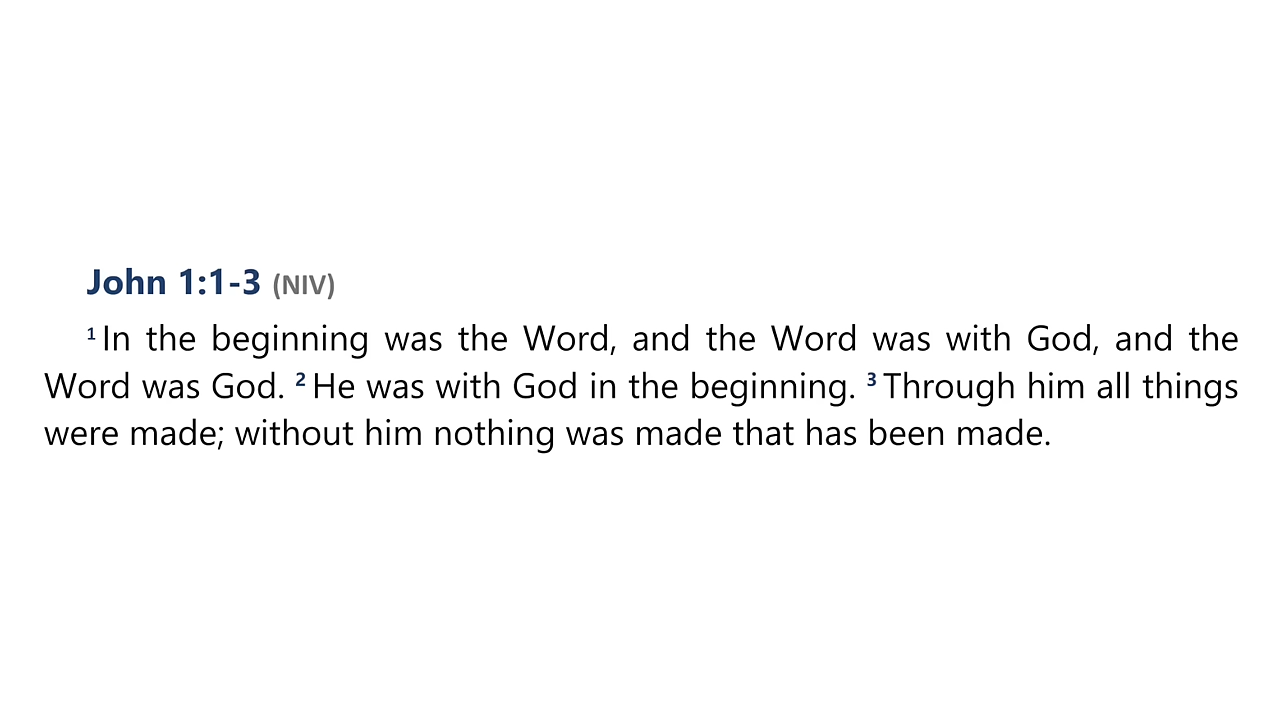 John 1:1-3 (NIV)
1 In the beginning was the Word, and the Word was with God, and the
Word was God. 2 He was with God in the beginning. 3 Through him all things
were made; without him nothing was made that has been made.